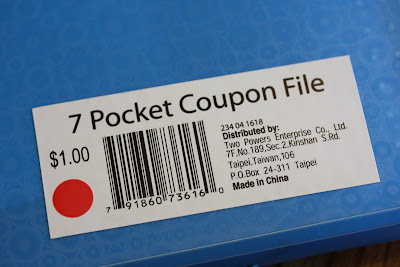 7 Pocket Coupon File
$1.00
7 91860 73616 0
234 04 1618
Distributed by:
Two Powers Enterprise Co., Ltd.
7F,No.189,Sec.2,Kinshan S.Rd.
Taipei,Taiwan,106
P.O.Box 24-311 Taipei
Made in China